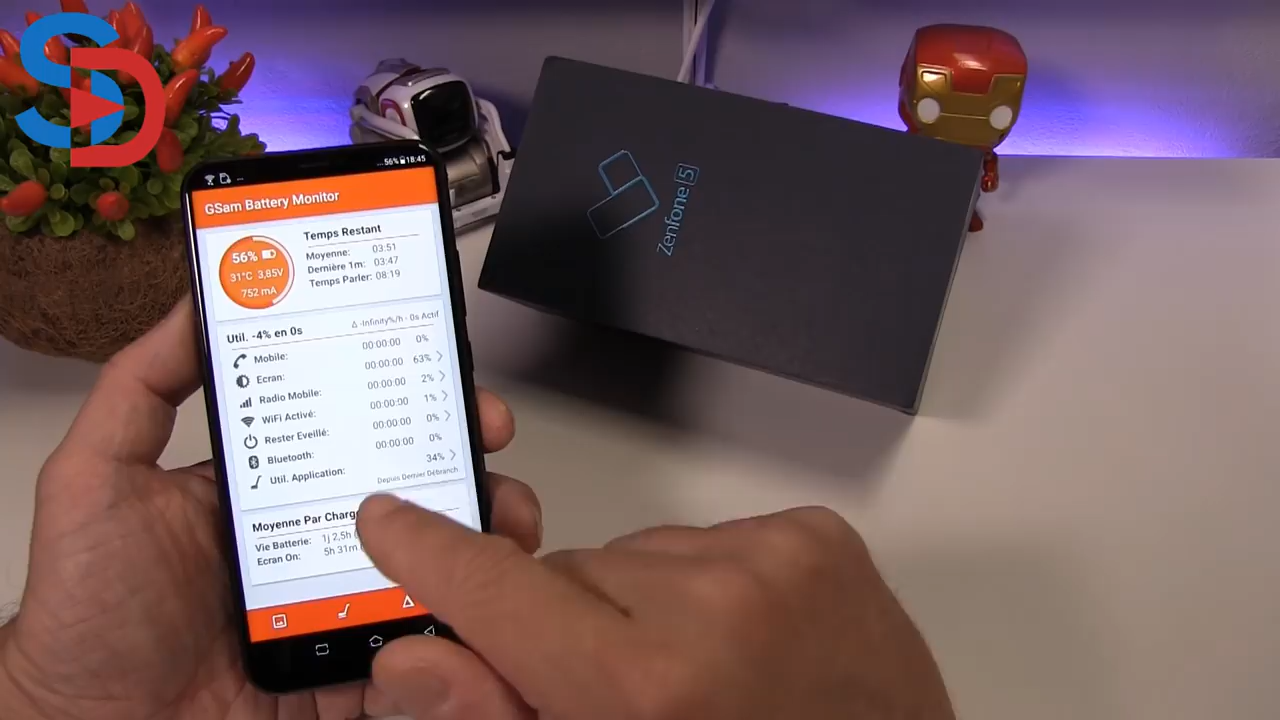 SD
...56% 18:45
GSam Battery Monitor
56%
31°C 3,85V
752 mA
Temps Restant
Moyenne: 03:51
Dernière 1m: 03:47
Temps Parler: 08:19
Util. -4% en 0s
Δ -Infinity%/h - 0s Actif
Mobile: 00:00:00 0%
Ecran: 00:00:00 63%
Radio Mobile: 00:00:00 2%
WiFi Activé: 00:00:00 1%
Rester Eveillé: 00:00:00 0%
Bluetooth: 00:00:00 0%
Util. Application: 34%
Depuis Dernier Débranch
Moyenne Par Charge
Vie Batterie: 1j 2,5h
Ecran On: 5h 31m
Zenfone 5